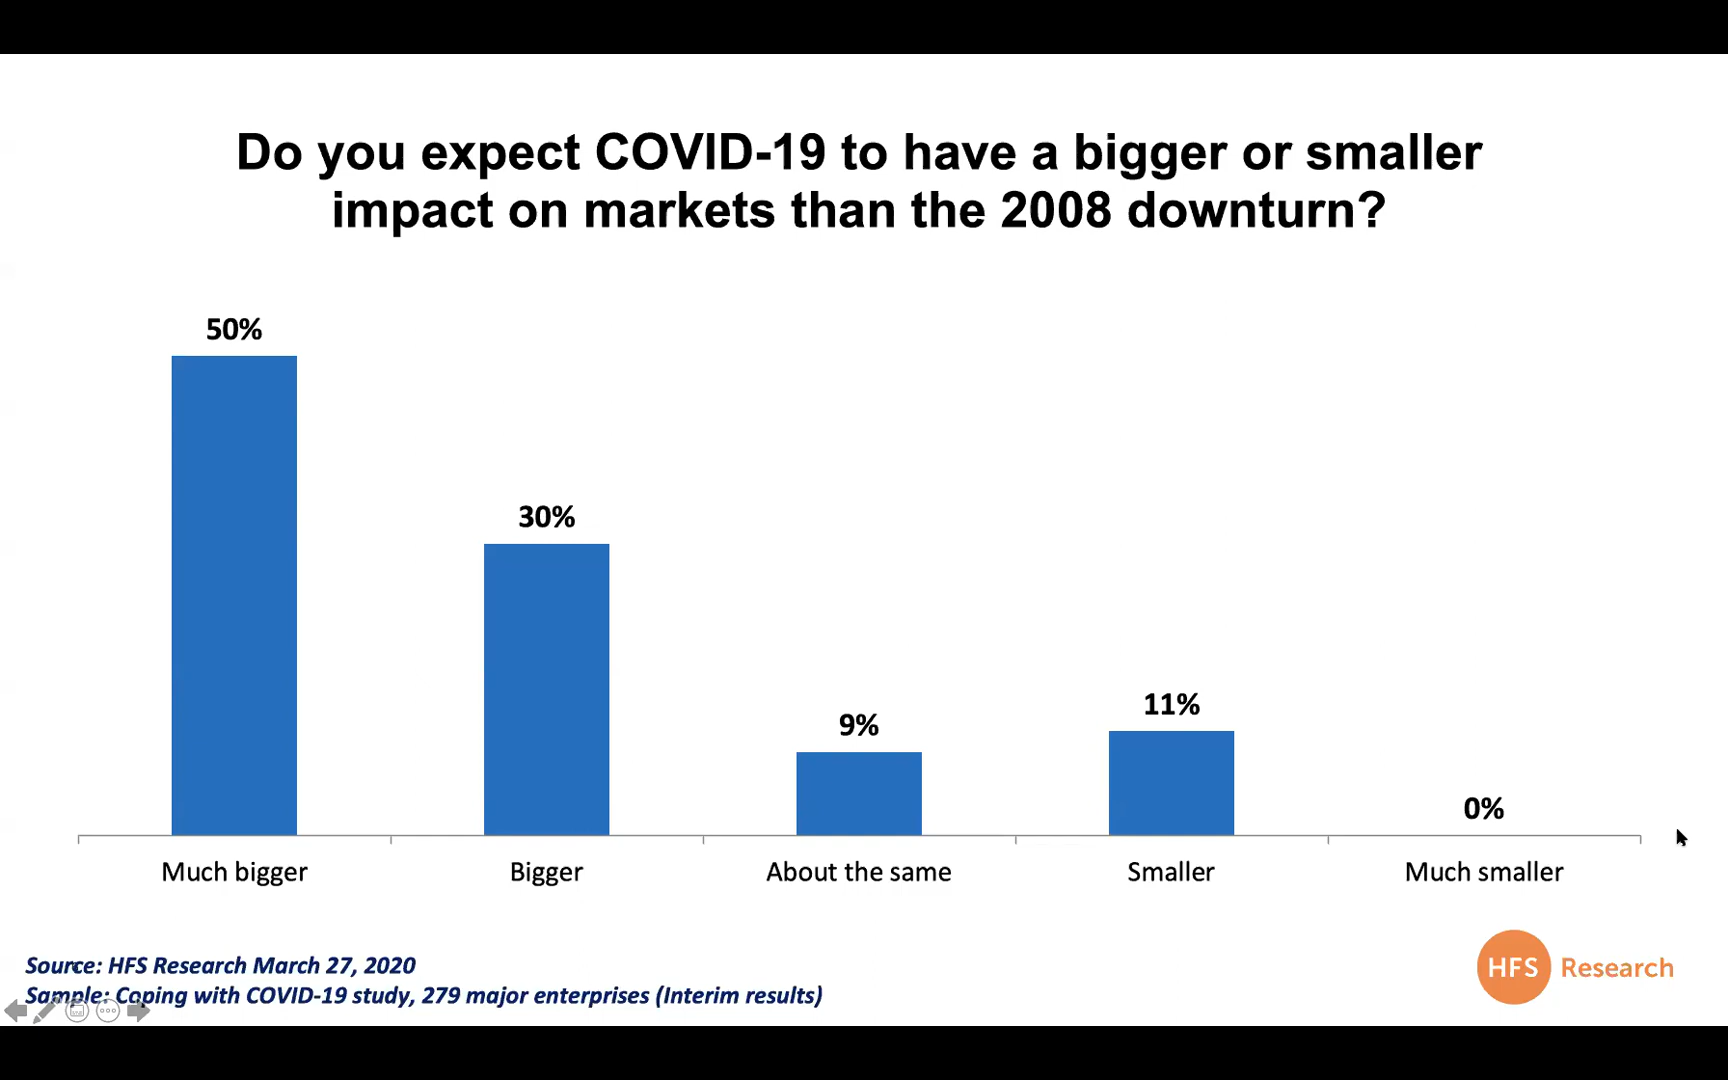 Do you expect COVID-19 to have a bigger or smaller
impact on markets than the 2008 downturn?
50%
30%
9%
11%
0%
Much bigger
Bigger
About the same
Smaller
Much smaller
Source: HFS Research March 27, 2020
Sample: Coping with COVID-19 study, 279 major enterprises (Interim results)
HFS Research